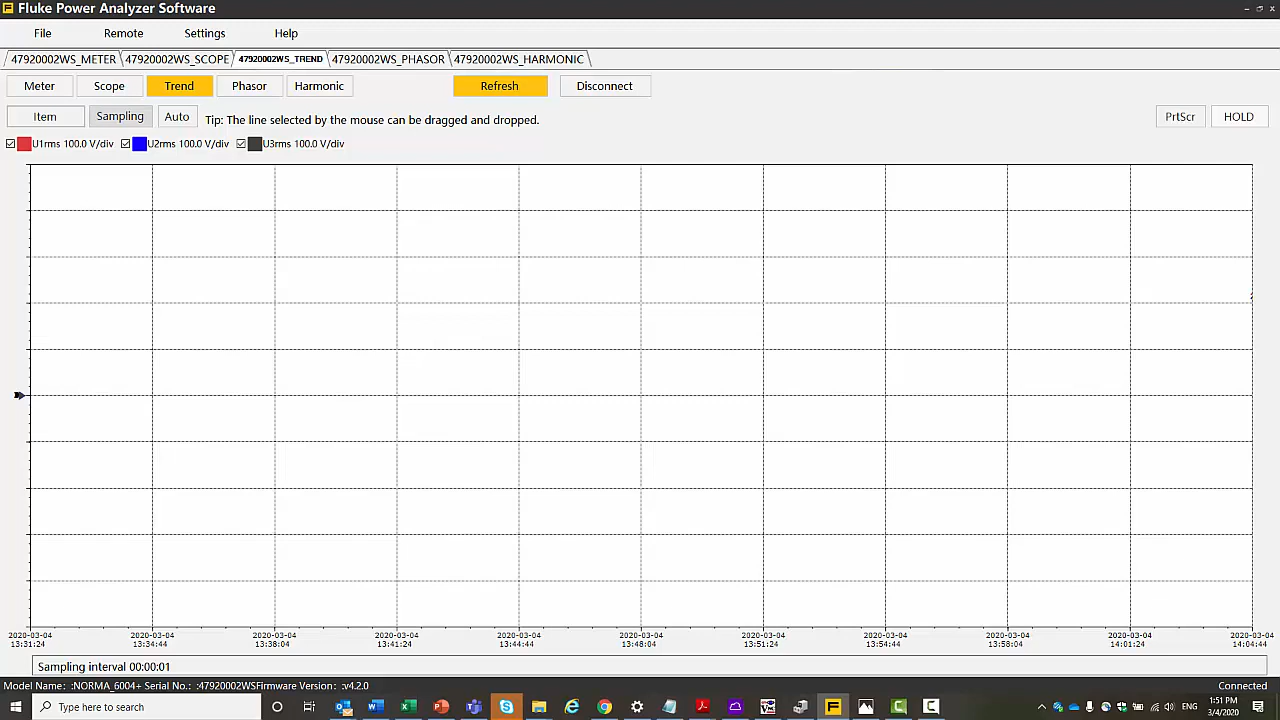 Fluke Power Analyzer Software
File Remote Settings Help
47920002WS_METER 47920002WS_SCOPE 47920002WS_TREND 47920002WS_PHASOR 47920002WS_HARMONIC
Meter Scope Trend Phasor Harmonic Refresh Disconnect
Item Sampling Auto Tip: The line selected by the mouse can be dragged and dropped. PrtScr HOLD
U1rms 100.0 V/div U2rms 100.0 V/div U3rms 100.0 V/div
2020-03-04 2020-03-04 2020-03-04 2020-03-04 2020-03-04 2020-03-04 2020-03-04 2020-03-04 2020-03-04 2020-03-04 2020-03-04
13:31:24 13:34:44 13:38:04 13:41:24 13:44:44 13:48:04 13:51:24 13:54:44 13:58:04 14:01:24 14:04:44
Sampling interval 00:00:01
Model Name: :NORMA_6004+ Serial No.: :47920002WSFirmware Version: :v4.2.0 Connected
Type here to search ENG 1:51 PM
3/4/2020